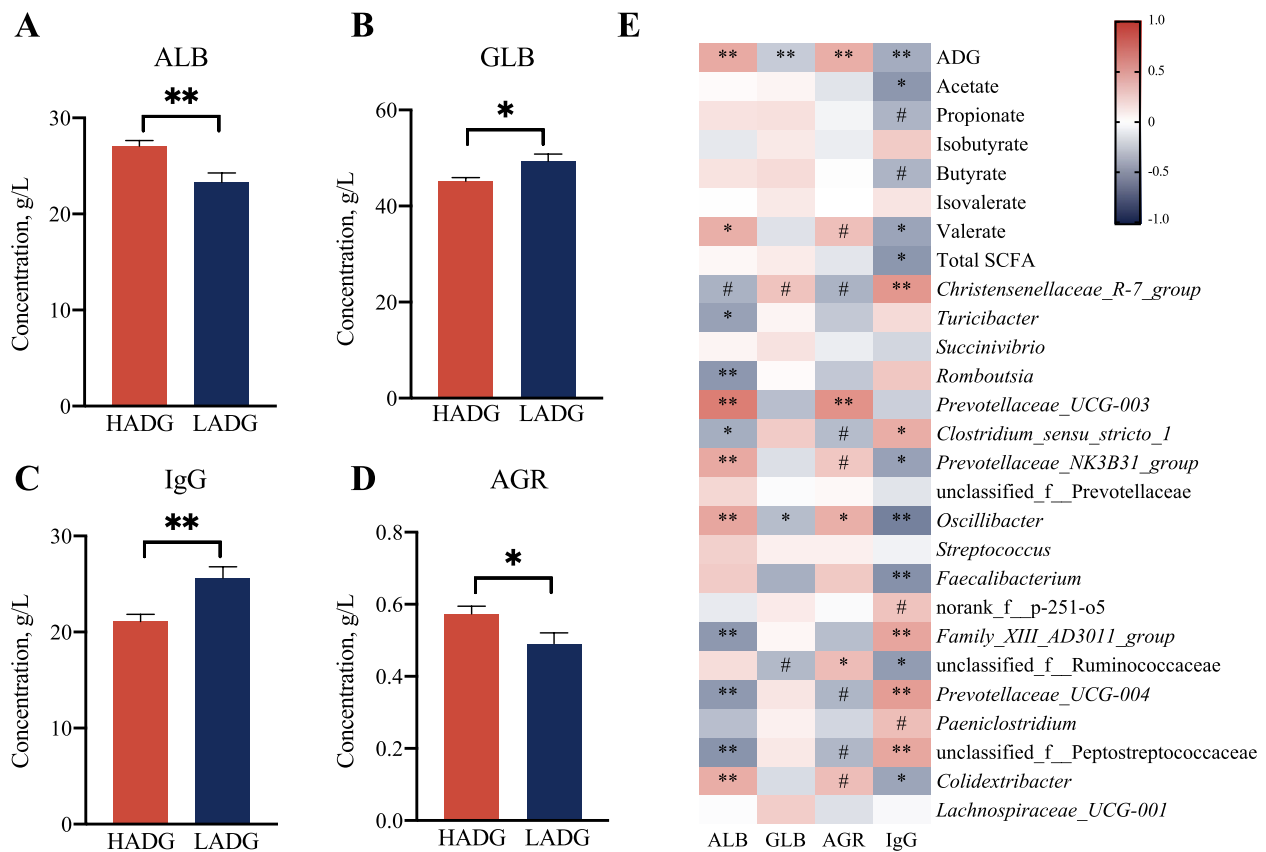 A
ALB
**
Concentration, g/L
30
20
10
0
HADG LADG
B
GLB
*
Concentration, g/L
60
40
20
0
HADG LADG
C
IgG
**
Concentration, g/L
30
20
10
0
HADG LADG
D
AGR
*
Concentration, g/L
0.8
0.6
0.4
0.2
0.0
HADG LADG
E
** ** ** ** ADG
* Acetate
# Propionate
Isobutyrate
# Butyrate
Isovalerate
* # * Valerate
* Total SCFA
# # # ** Christensenellaceae_R-7_group
* Turicibacter
Succinivibrio
** Romboutsia
** ** Prevotellaceae_UCG-003
* # * Clostridium_sensu_stricto_1
** # * Prevotellaceae_NK3B31_group
unclassified_f__Prevotellaceae
** * * ** Oscillibacter
Streptococcus
** Faecalibacterium
# norank_f__p-251-o5
** ** Family_XIII_AD3011_group
# * * unclassified_f__Ruminococcaceae
** # ** Prevotellaceae_UCG-004
# Paeniclostridium
** # ** unclassified_f__Peptostreptococcaceae
** # * Colidextribacter
Lachnospiraceae_UCG-001
ALB GLB AGR IgG
1.0
0.5
0
-0.5
-1.0